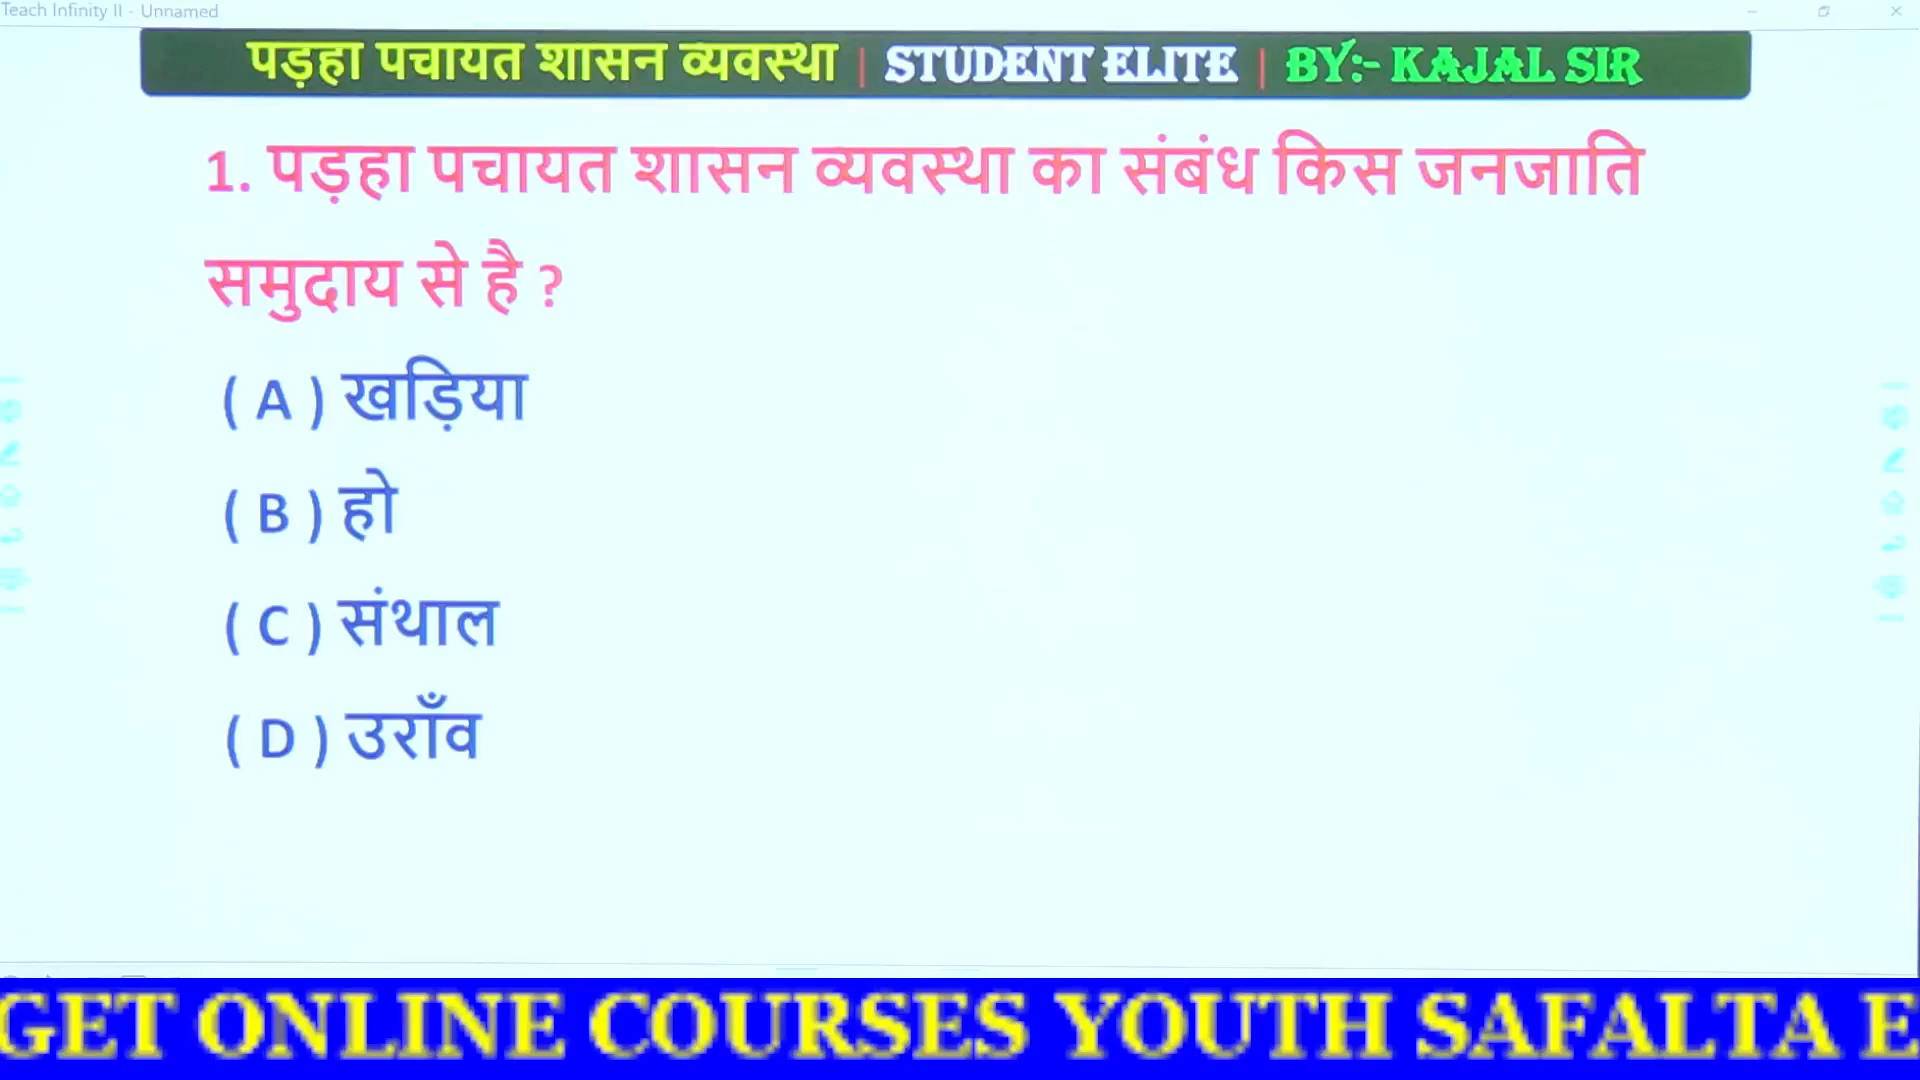 Teach Infinity II - Unnamed
पड़हा पचायत शासन व्यवस्था | STUDENT ELITE | BY:- KAJAL SIR
1. पड़हा पचायत शासन व्यवस्था का संबंध किस जनजाति
समुदाय से है ?
( A ) खड़िया
( B ) हो
( C ) संथाल
( D ) उराँव
GET ONLINE COURSES YOUTH SAFALTA E